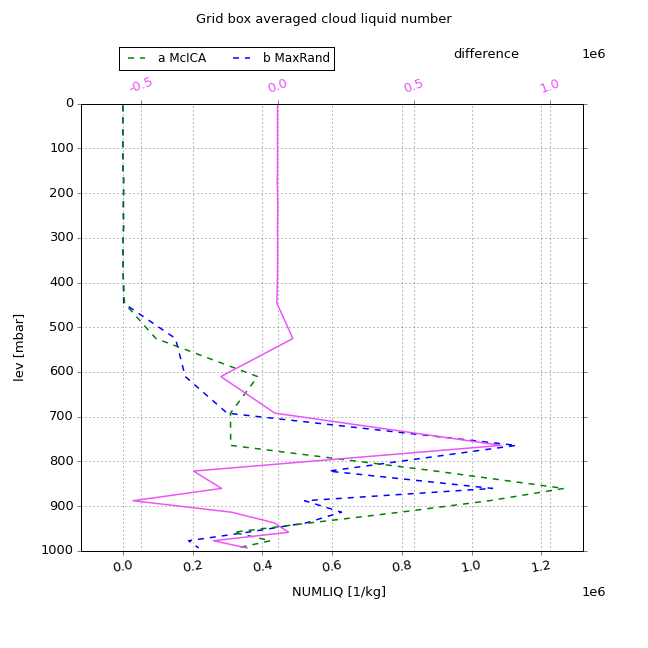 Grid box averaged cloud liquid number
a McICA b MaxRand
difference 1e6
-0.5 0.0 0.5 1.0
0
100
200
300
400
500
600
700
800
900
1000
lev [mbar]
0.0 0.2 0.4 0.6 0.8 1.0 1.2
NUMLIQ [1/kg] 1e6